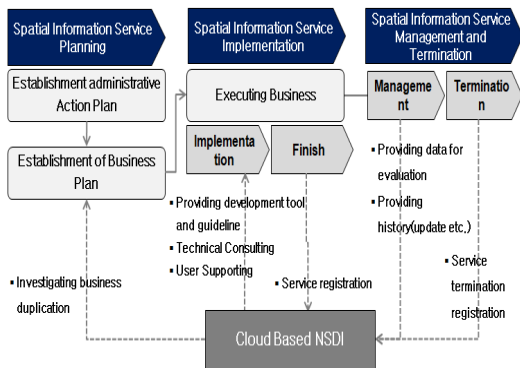 Spatial Information Service
Planning
Spatial Information Service
Implementation
Spatial Information Service
Management and
Termination
Establishment administrative
Action Plan
Executing Business
Manageme
nt
Terminatio
n
Establishment of Business
Plan
Implementa
tion
Finish
▪ Providing data for
evaluation
▪ Providing
history(update etc.)
▪ Providing development tool
and guideline
▪ Technical Consulting
▪ User Supporting
▪ Investigating business
duplication
▪ Service registration
▪ Service
termination
registration
Cloud Based NSDI